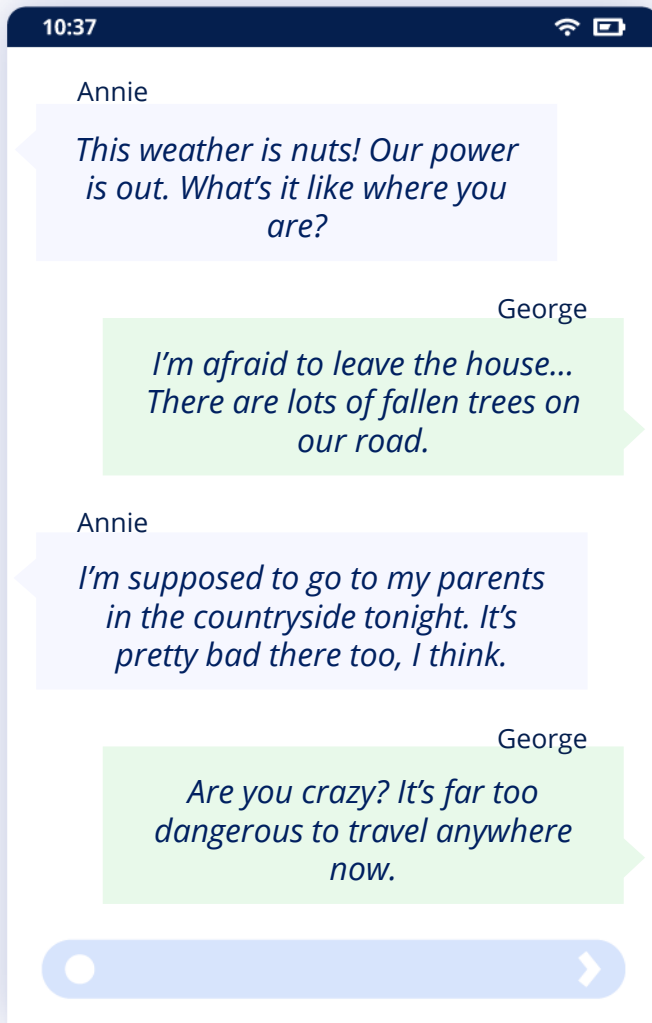 10:37
Annie
This weather is nuts! Our power
is out. What’s it like where you
are?
George
I’m afraid to leave the house...
There are lots of fallen trees on
our road.
Annie
I’m supposed to go to my parents
in the countryside tonight. It’s
pretty bad there too, I think.
George
Are you crazy? It’s far too
dangerous to travel anywhere
now.